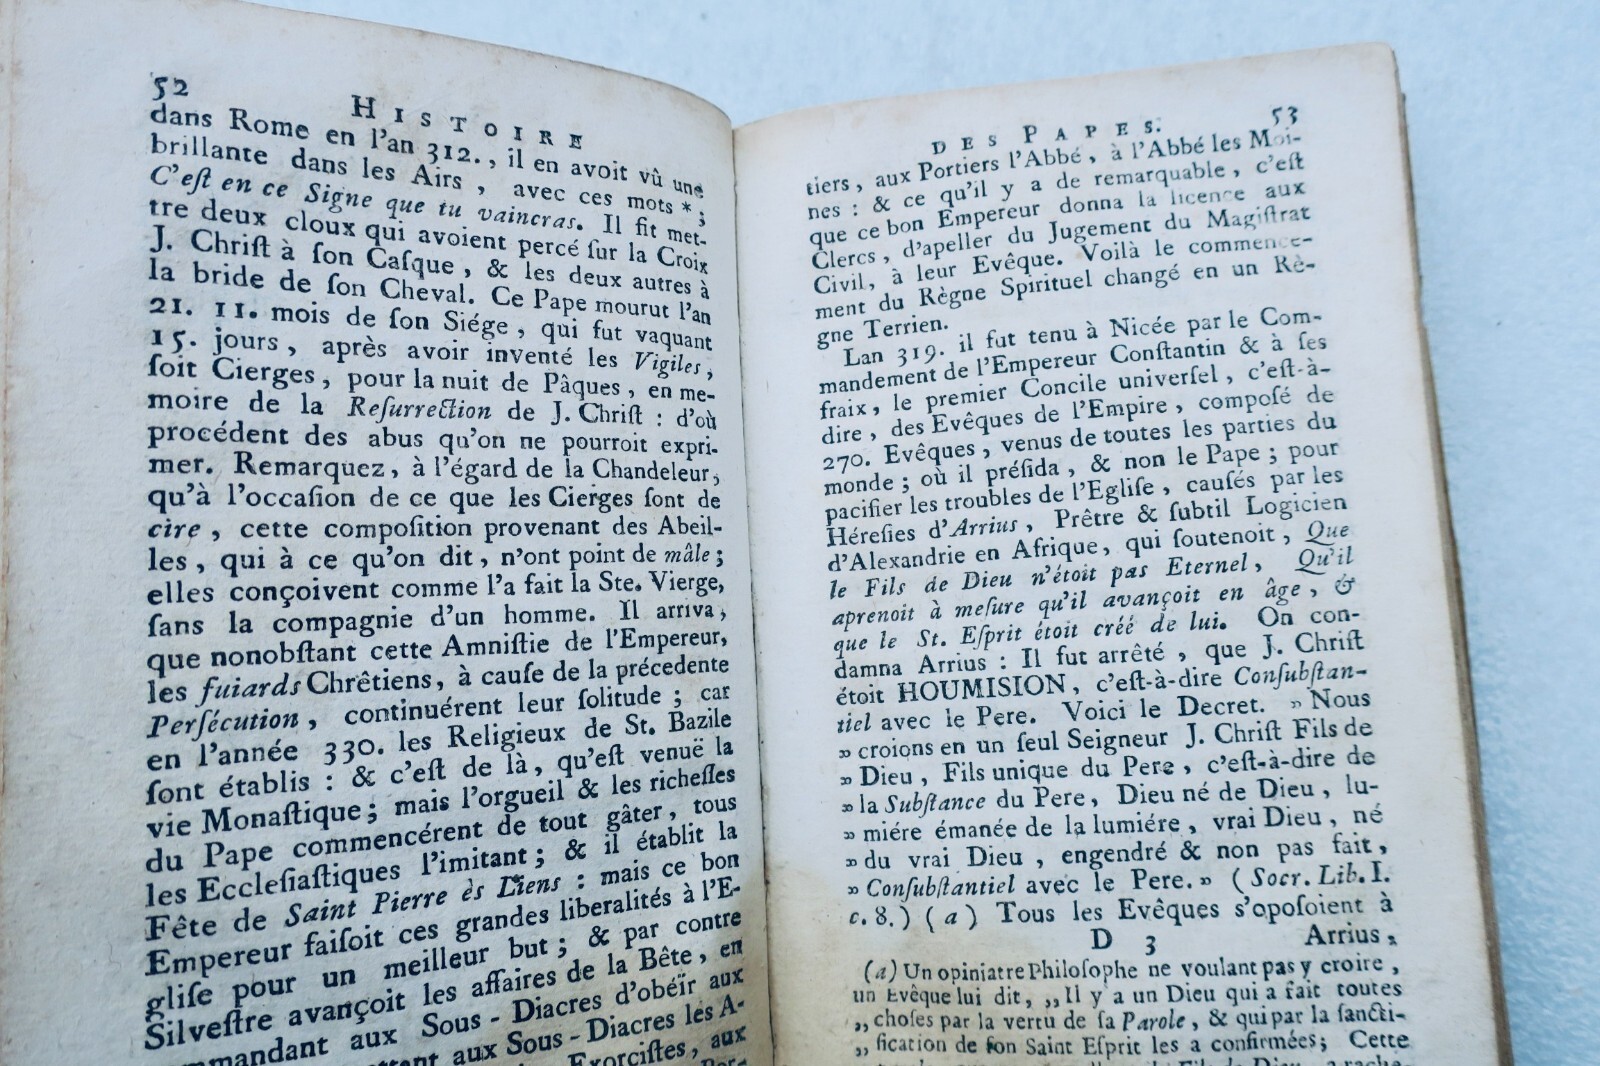 52
HISTOIRE
dans Rome en l'an 312., il en avoit vû une
brillante dans les Airs, avec ces mots *;
C'eſt en ce Signe que tu vaincras. Il fit met-
tre deux cloux qui avoient percé ſur la Croix
J. Chriſt à ſon Caſque, & les deux autres à
la bride de ſon Cheval. Ce Pape mourut l'an
21. 11. mois de ſon Siége, qui fut vaquant
15. jours, après avoir inventé les Vigiles,
ſoit Cierges, pour la nuit de Pâques, en me-
moire de la Reſurrection de J. Chriſt : d'où
procédent des abus qu'on ne pourroit expri-
mer. Remarquez, à l'égard de la Chandeleur,
qu'à l'occaſion de ce que les Cierges ſont de
cire, cette compoſition provenant des Abeil-
les, qui à ce qu'on dit, n'ont point de mâle;
elles conçoivent comme l'a fait la Ste. Vierge,
ſans la compagnie d'un homme. Il arriva,
que nonobſtant cette Amniſtie de l'Empereur,
les fuiards Chrêtiens, à cauſe de la précedente
Perſécution, continuérent leur ſolitude; car
en l'année 330. les Religieux de St. Bazile
ſont établis : & c'eſt de là, qu'eſt venuë la
vie Monaſtique; mais l'orgueil & les richeſſes
du Pape commencérent de tout gâter, tous
les Eccleſiaſtiques l'imitant; & il établit la
Fête de Saint Pierre ès Liens : mais ce bon
Empereur faiſoit ces grandes liberalités à l'E-
gliſe pour un meilleur but; & par contre
Silveſtre avançoit les affaires de la Bête, en
mmandant aux Sous-Diacres d'obéïr aux
ttant aux Sous-Diacres les A-
Exorciſtes, aux
Por-
DES PAPES.
53
tiers, aux Portiers l'Abbé, à l'Abbé les Moi-
nes : & ce qu'il y a de remarquable, c'eſt
que ce bon Empereur donna la licence aux
Clercs, d'apeller du Jugement du Magiſtrat
Civil, à leur Evêque. Voilà le commence-
ment du Règne Spirituel changé en un Rè-
gne Terrien.
Lan 319. il fut tenu à Nicée par le Com-
mandement de l'Empereur Conſtantin & à ſes
fraix, le premier Concile univerſel, c'eſt-à-
dire, des Evêques de l'Empire, compoſé de
270. Evêques, venus de toutes les parties du
monde; où il préſida, & non le Pape; pour
pacifier les troubles de l'Egliſe, cauſés par les
Héreſies d'Arrius, Prêtre & ſubtil Logicien
d'Alexandrie en Afrique, qui ſoutenoit, Que
le Fils de Dieu n'étoit pas Eternel, Qu'il
aprenoit à meſure qu'il avançoit en âge, &
que le St. Eſprit étoit créé de lui. On con-
damna Arrius : Il fut arrêté, que J. Chriſt
étoit HOUMISION, c'eſt-à-dire Conſubſtan-
tiel avec le Pere. Voici le Decret. » Nous
» croions en un ſeul Seigneur J. Chriſt Fils de
» Dieu, Fils unique du Pere, c'eſt-à-dire de
» la Subſtance du Pere, Dieu né de Dieu, lu-
» miére émanée de la lumiére, vrai Dieu, né
» du vrai Dieu, engendré & non pas fait,
» Conſubſtantiel avec le Pere. » (Socr. Lib. I.
c. 8.) (a) Tous les Evêques s'opoſoient à
D 3 Arrius,
(a) Un opiniatre Philoſophe ne voulant pas y croire,
un Evêque lui dit, ,,Il y a un Dieu qui a fait toutes
,, choſes par la vertu de ſa Parole, & qui par la ſancti-
,, fication de ſon Saint Eſprit les a confirmées; Cette
Fils de Dieu, a rache-